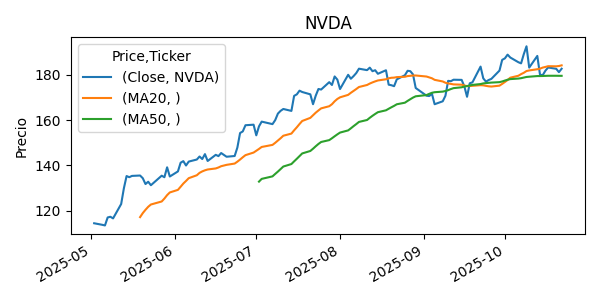 NVDA
Price,Ticker
(Close, NVDA)
(MA20, )
(MA50, )
Precio
180
160
140
120
2025-05
2025-06
2025-07
2025-08
2025-09
2025-10